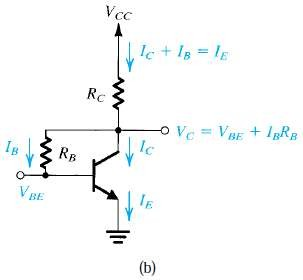 V_CC
I_C + I_B = I_E
R_C
V_C = V_BE + I_B R_B
I_B
R_B
I_C
V_BE
I_E
(b)